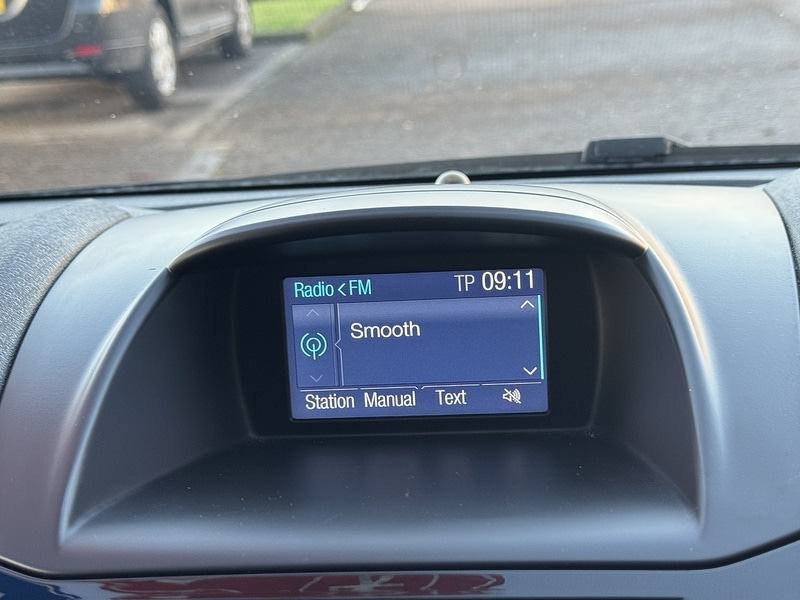 Radio < FM TP 09:11
Smooth
Station Manual Text